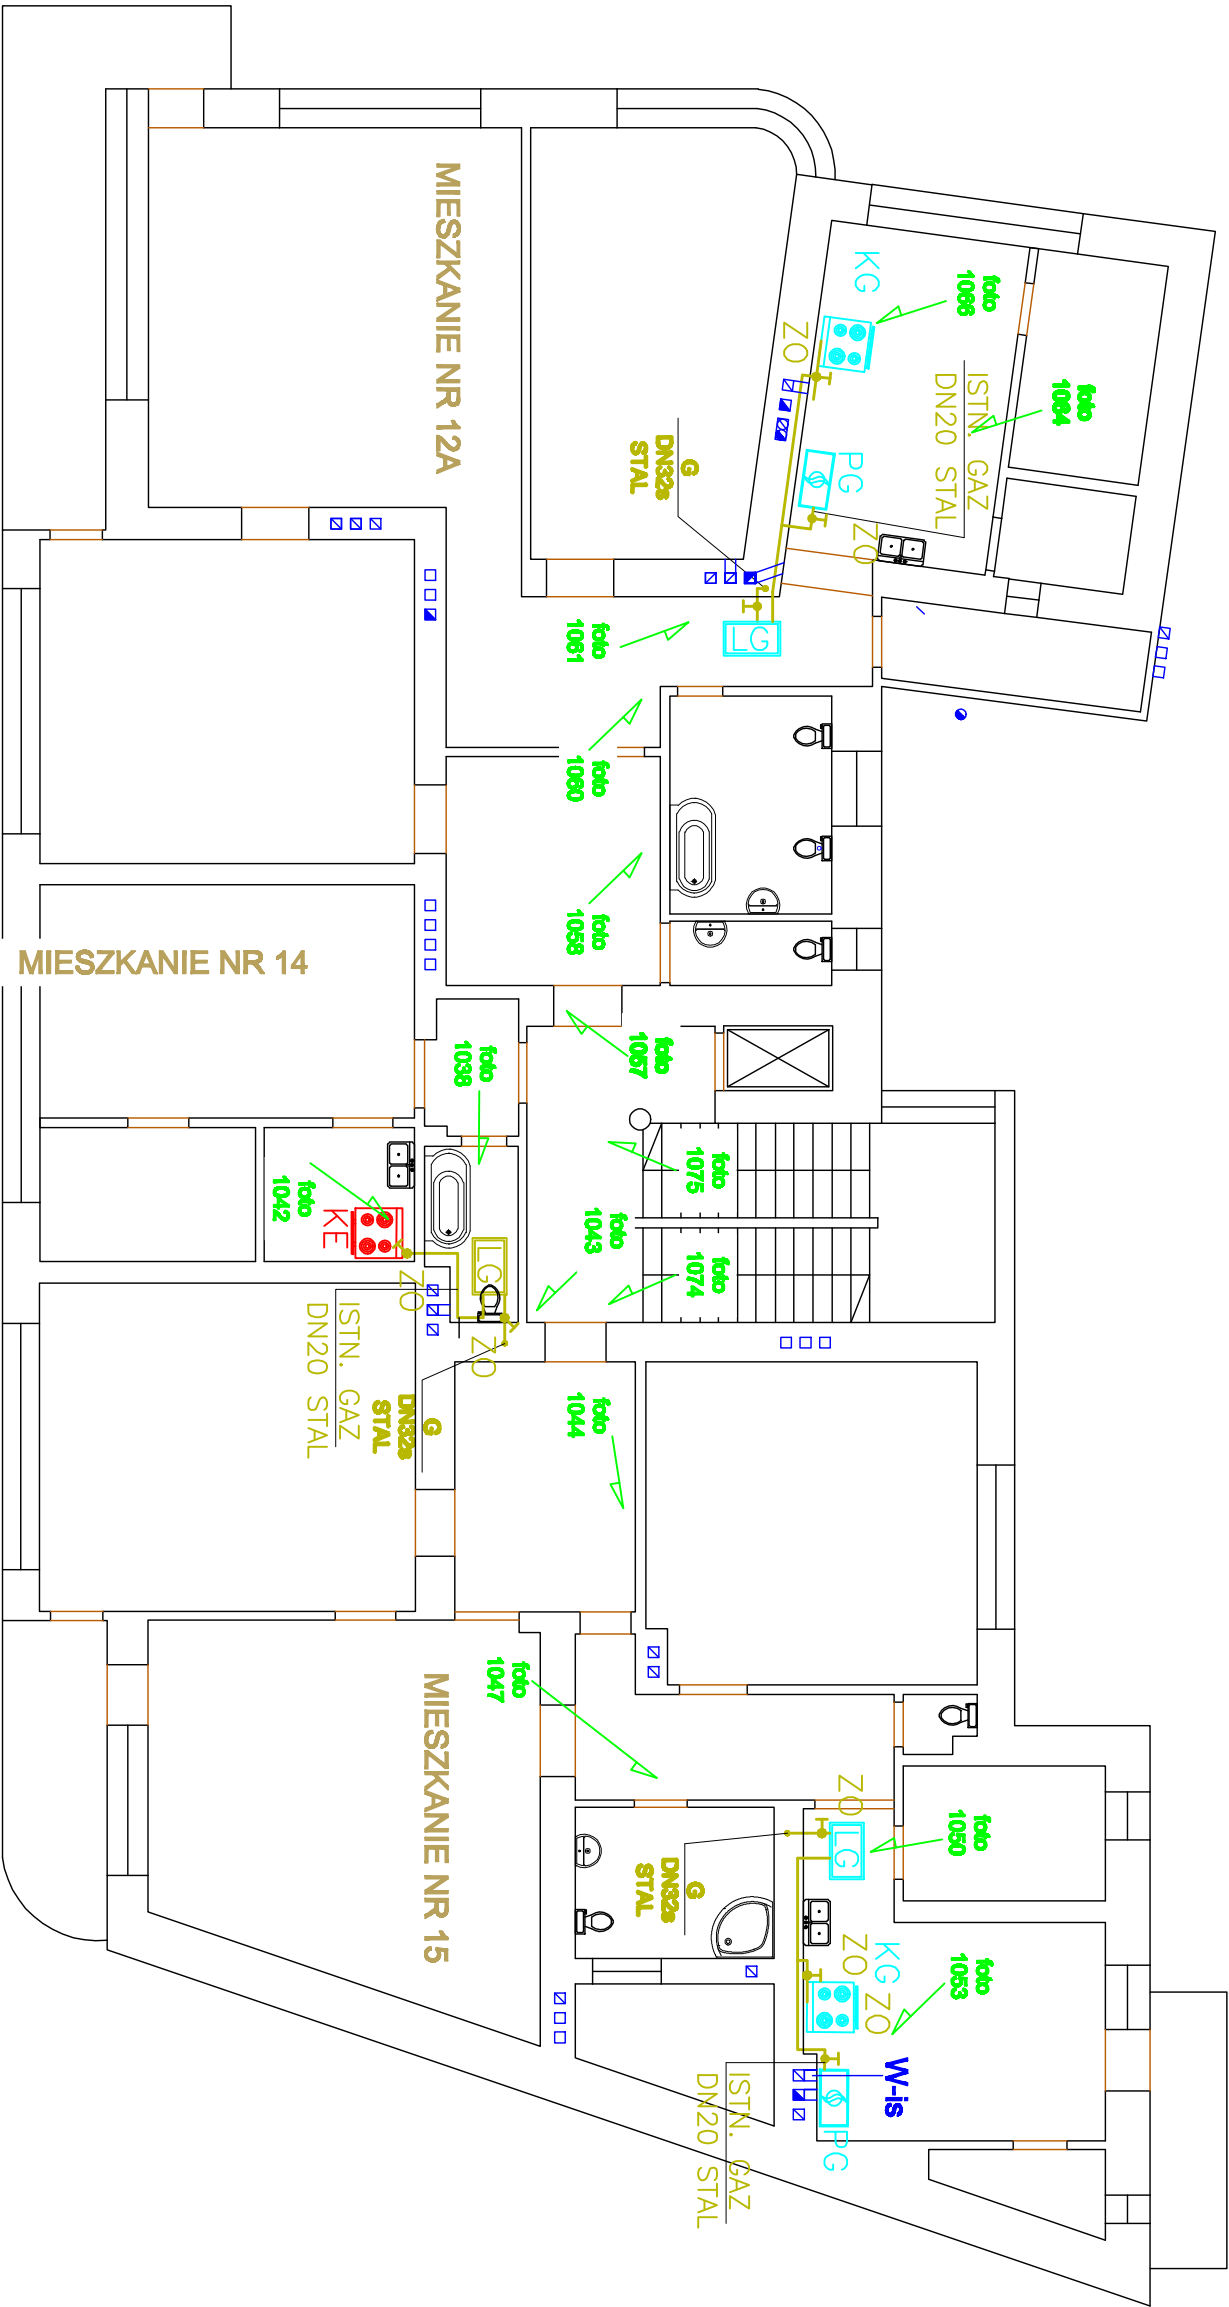 KG
foto
1066
ZO
foto
1064
ISTN. GAZ
DN20 STAL
MIESZKANIE NR 12A
G
DN32s
STAL
PG
ZO
foto
1061
LG
foto
1060
foto
1058
MIESZKANIE NR 14
foto
1057
foto
1038
foto
1075
foto
1042
KE
foto
1043
foto
1074
LG
ZO
ZO
ISTN. GAZ
DN20 STAL
G
DN32s
STAL
foto
1044
foto
1047
MIESZKANIE NR 15
ZO
LG
foto
1050
G
DN32s
STAL
ZO
KG
ZO
foto
1053
W-is
PG
ISTN. GAZ
DN20 STAL